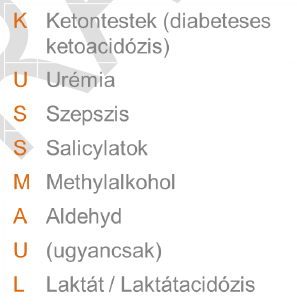 K Ketontestek (diabeteses
ketoacidózis)
U Urémia
S Szepszis
S Salicylatok
M Methylalkohol
A Aldehyd
U (ugyancsak)
L Laktát / Laktátacidózis